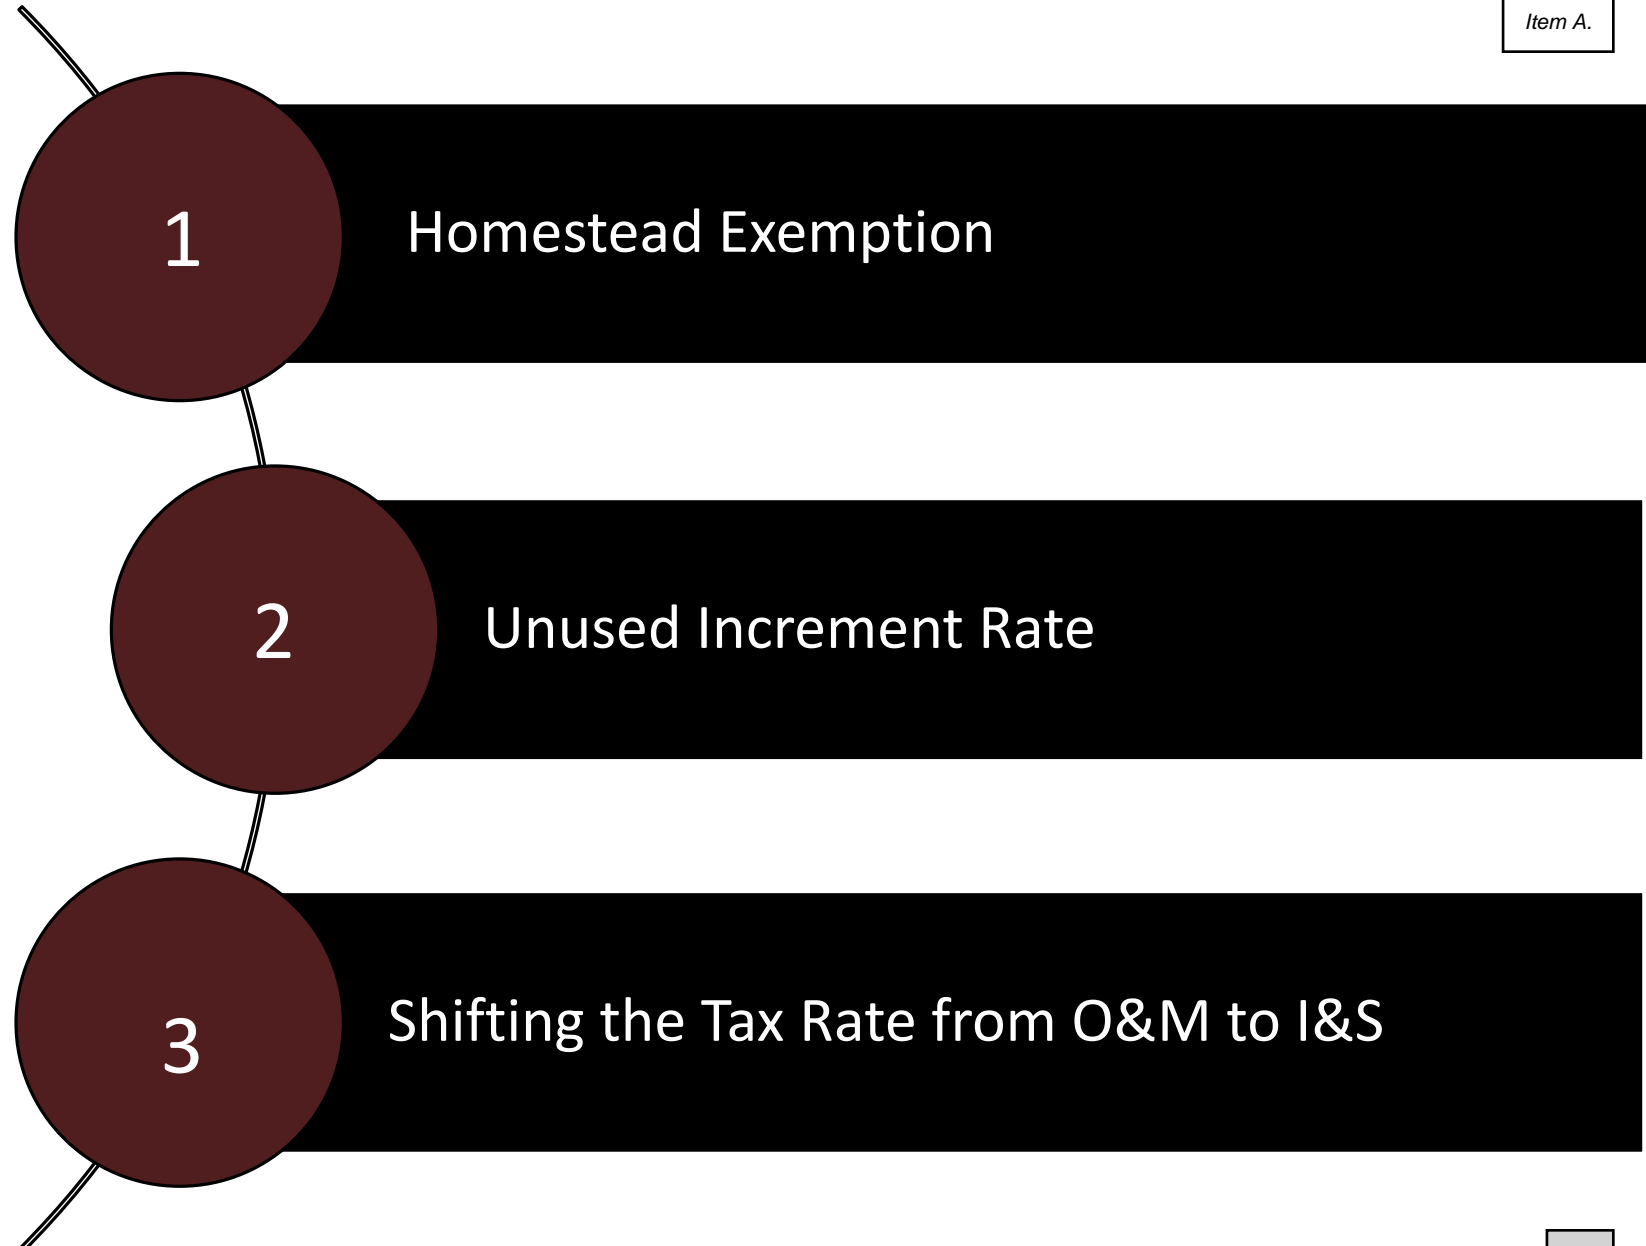 Item A.
1
Homestead Exemption
2
Unused Increment Rate
3
Shifting the Tax Rate from O&M to I&S